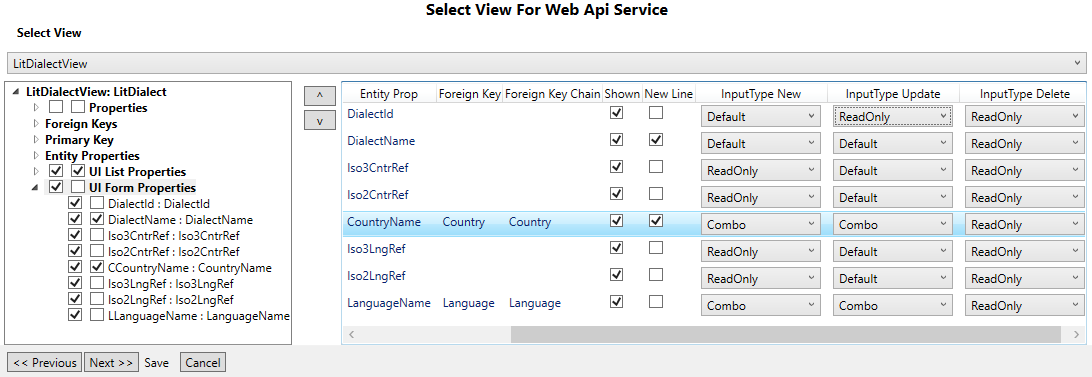 Select View For Web Api Service
Select View
LitDialectView
LitDialectView: LitDialect
Properties
Foreign Keys
Primary Key
Entity Properties
UI List Properties
UI Form Properties
DialectId : DialectId
DialectName : DialectName
Iso3CntrRef : Iso3CntrRef
Iso2CntrRef : Iso2CntrRef
CCountryName : CountryName
Iso3LngRef : Iso3LngRef
Iso2LngRef : Iso2LngRef
LLanguageName : LanguageName
Entity Prop Foreign Key Foreign Key Chain Shown New Line InputType New InputType Update InputType Delete
DialectId Default ReadOnly ReadOnly
DialectName Default Default ReadOnly
Iso3CntrRef ReadOnly Default ReadOnly
Iso2CntrRef ReadOnly Default ReadOnly
CountryName Country Country Combo Combo ReadOnly
Iso3LngRef ReadOnly Default ReadOnly
Iso2LngRef ReadOnly Default ReadOnly
LanguageName Language Language Combo Combo ReadOnly
<< Previous Next >> Save Cancel